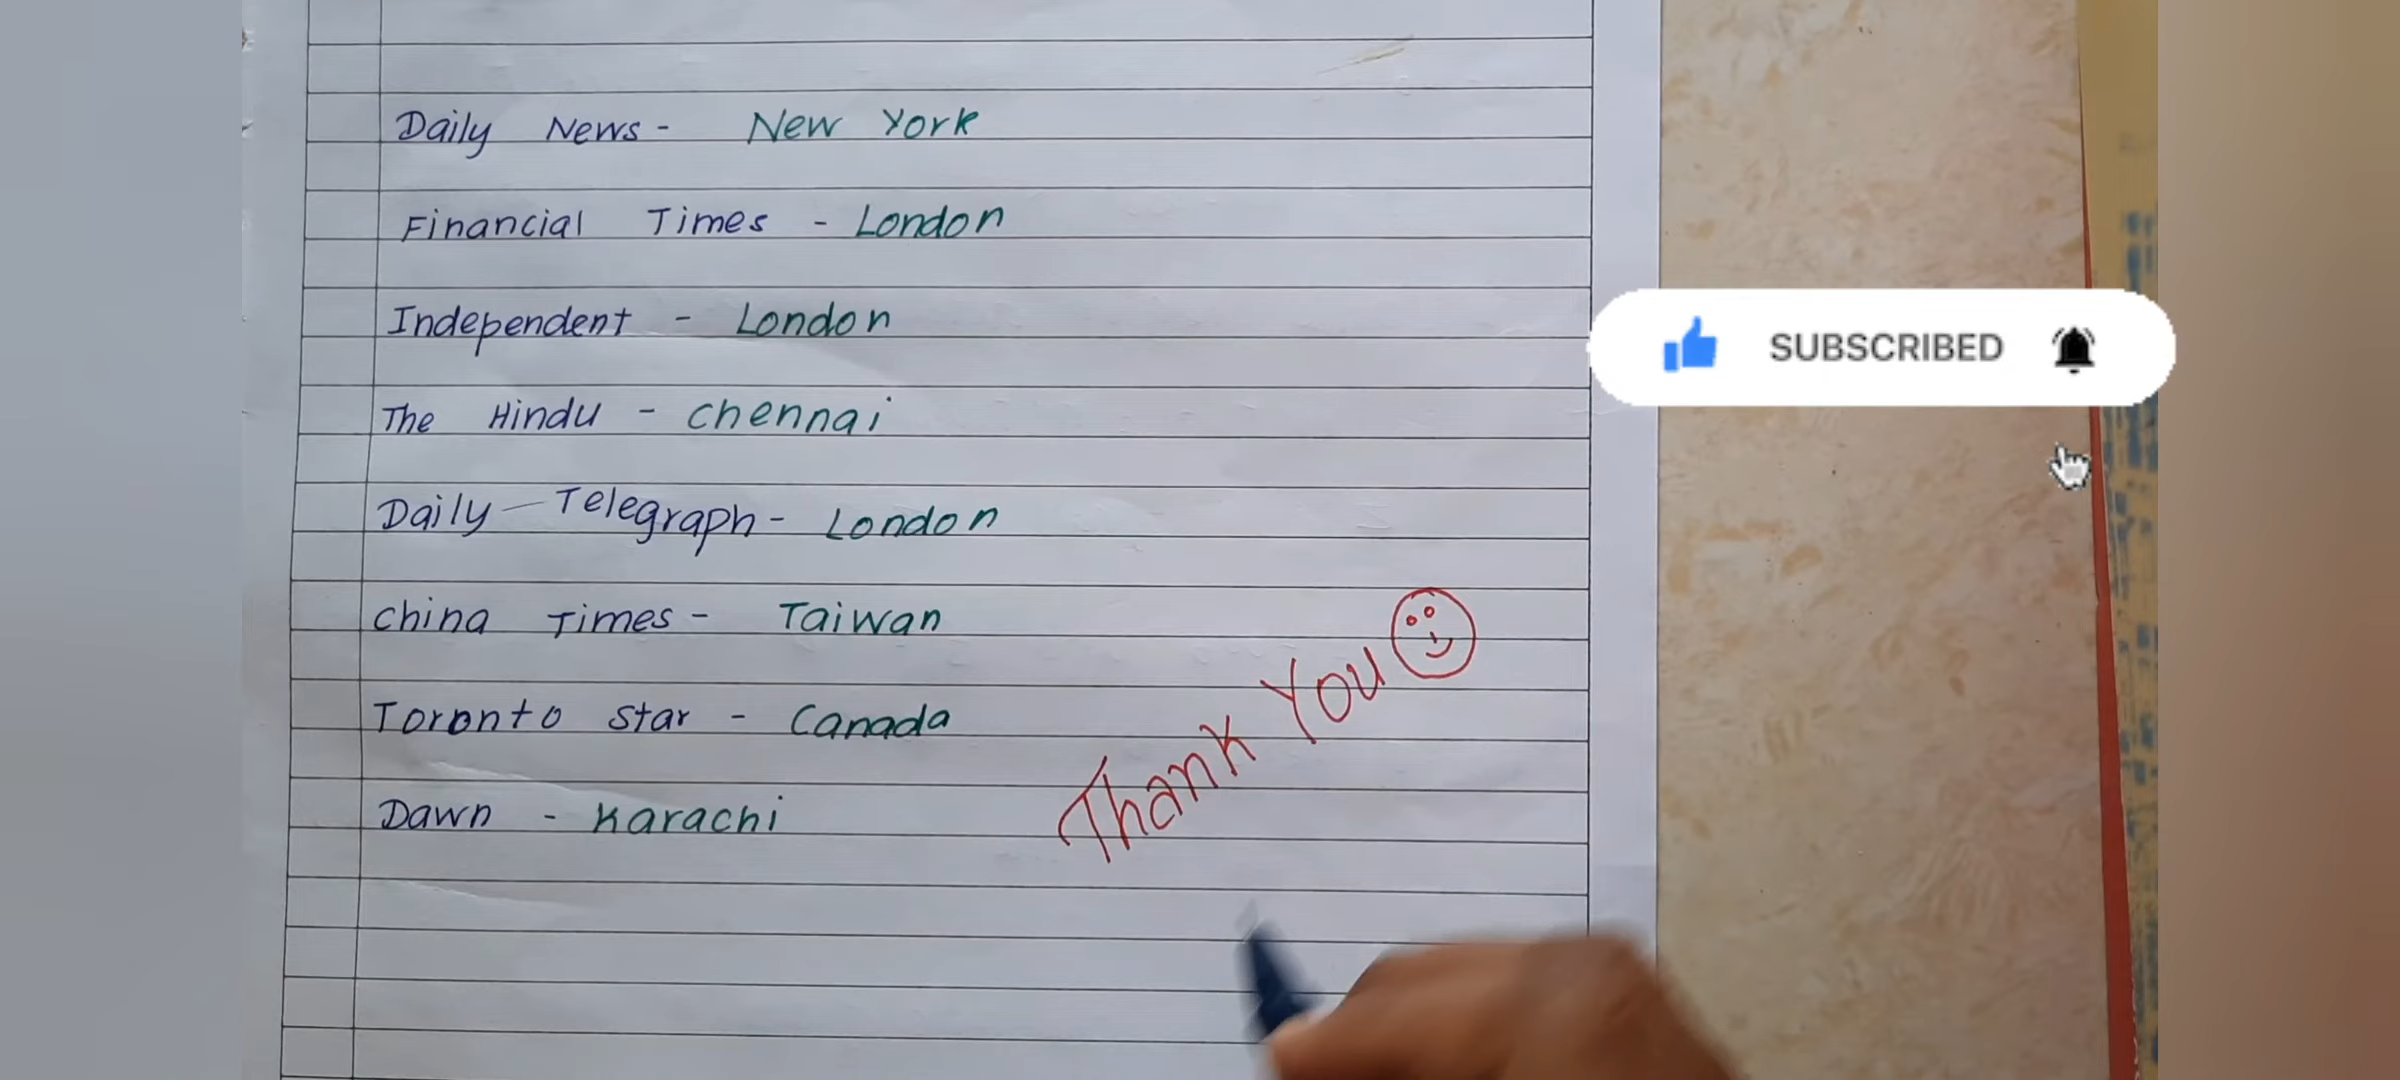 Daily News - New York
Financial Times - London
Independent - London
SUBSCRIBED
The Hindu - Chennai
Daily Telegraph - London
China Times - Taiwan
Toronto Star - Canada
Dawn - Karachi
Thank You